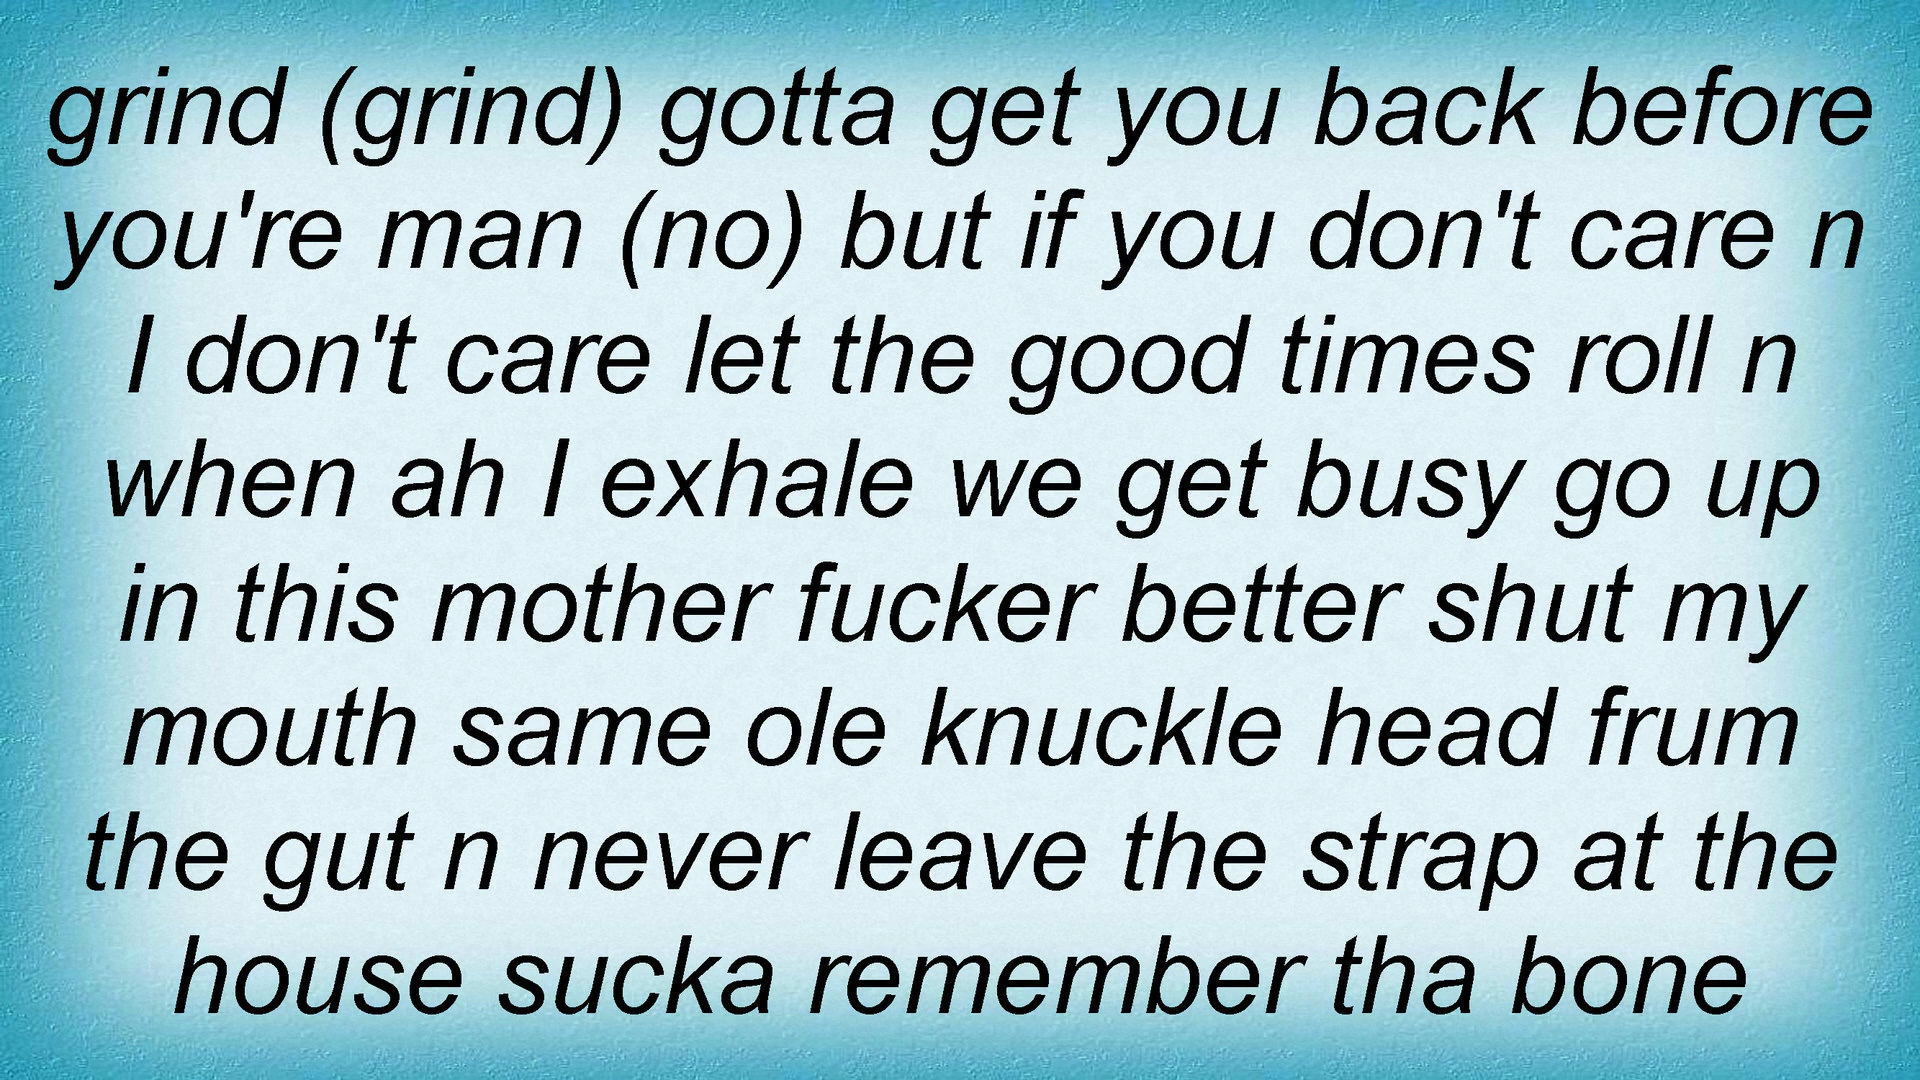 grind (grind) gotta get you back before
you're man (no) but if you don't care n
I don't care let the good times roll n
when ah I exhale we get busy go up
in this mother fucker better shut my
mouth same ole knuckle head frum
the gut n never leave the strap at the
house sucka remember tha bone